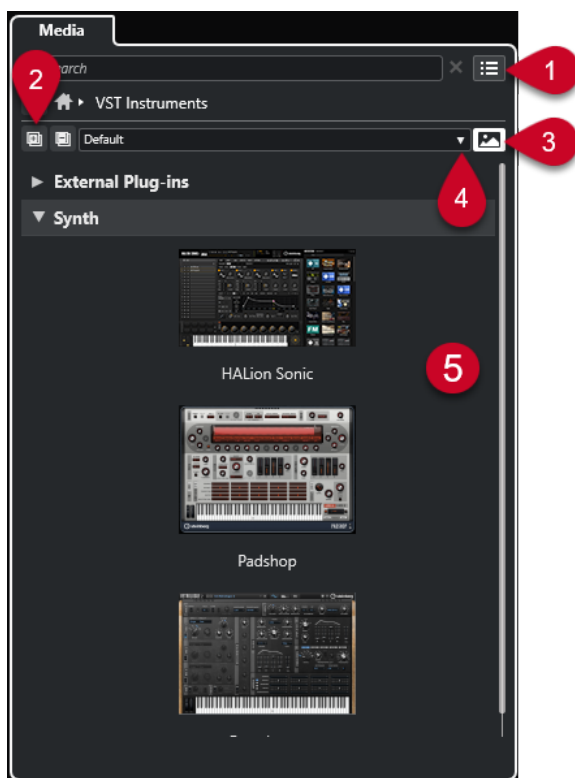 Media
2
earch
1
VST Instruments
Default
3
4
External Plug-ins
Synth
HALion Sonic
5
Padshop